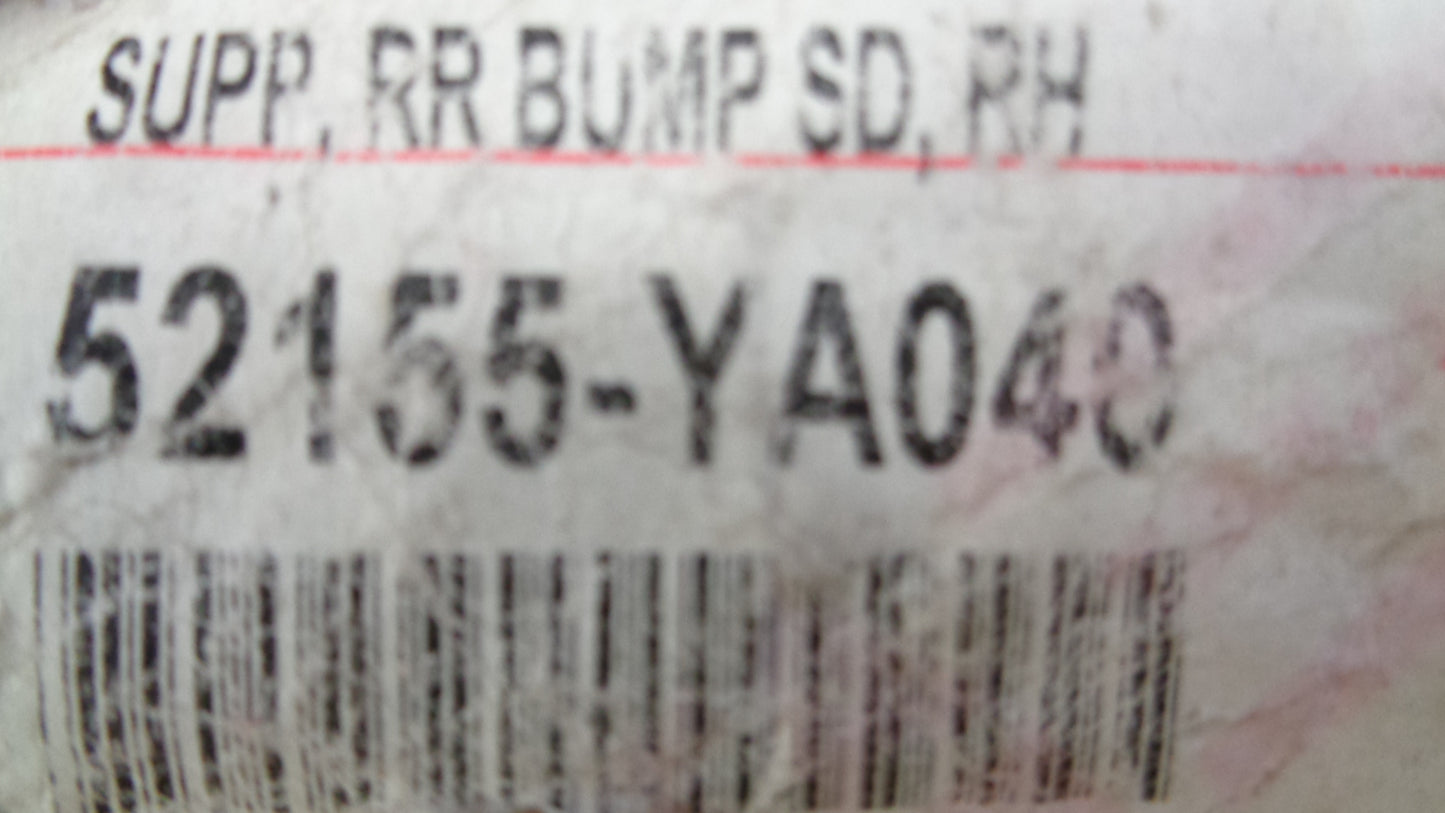 SUPP, RR BUMP SD, RH
52155-YA040